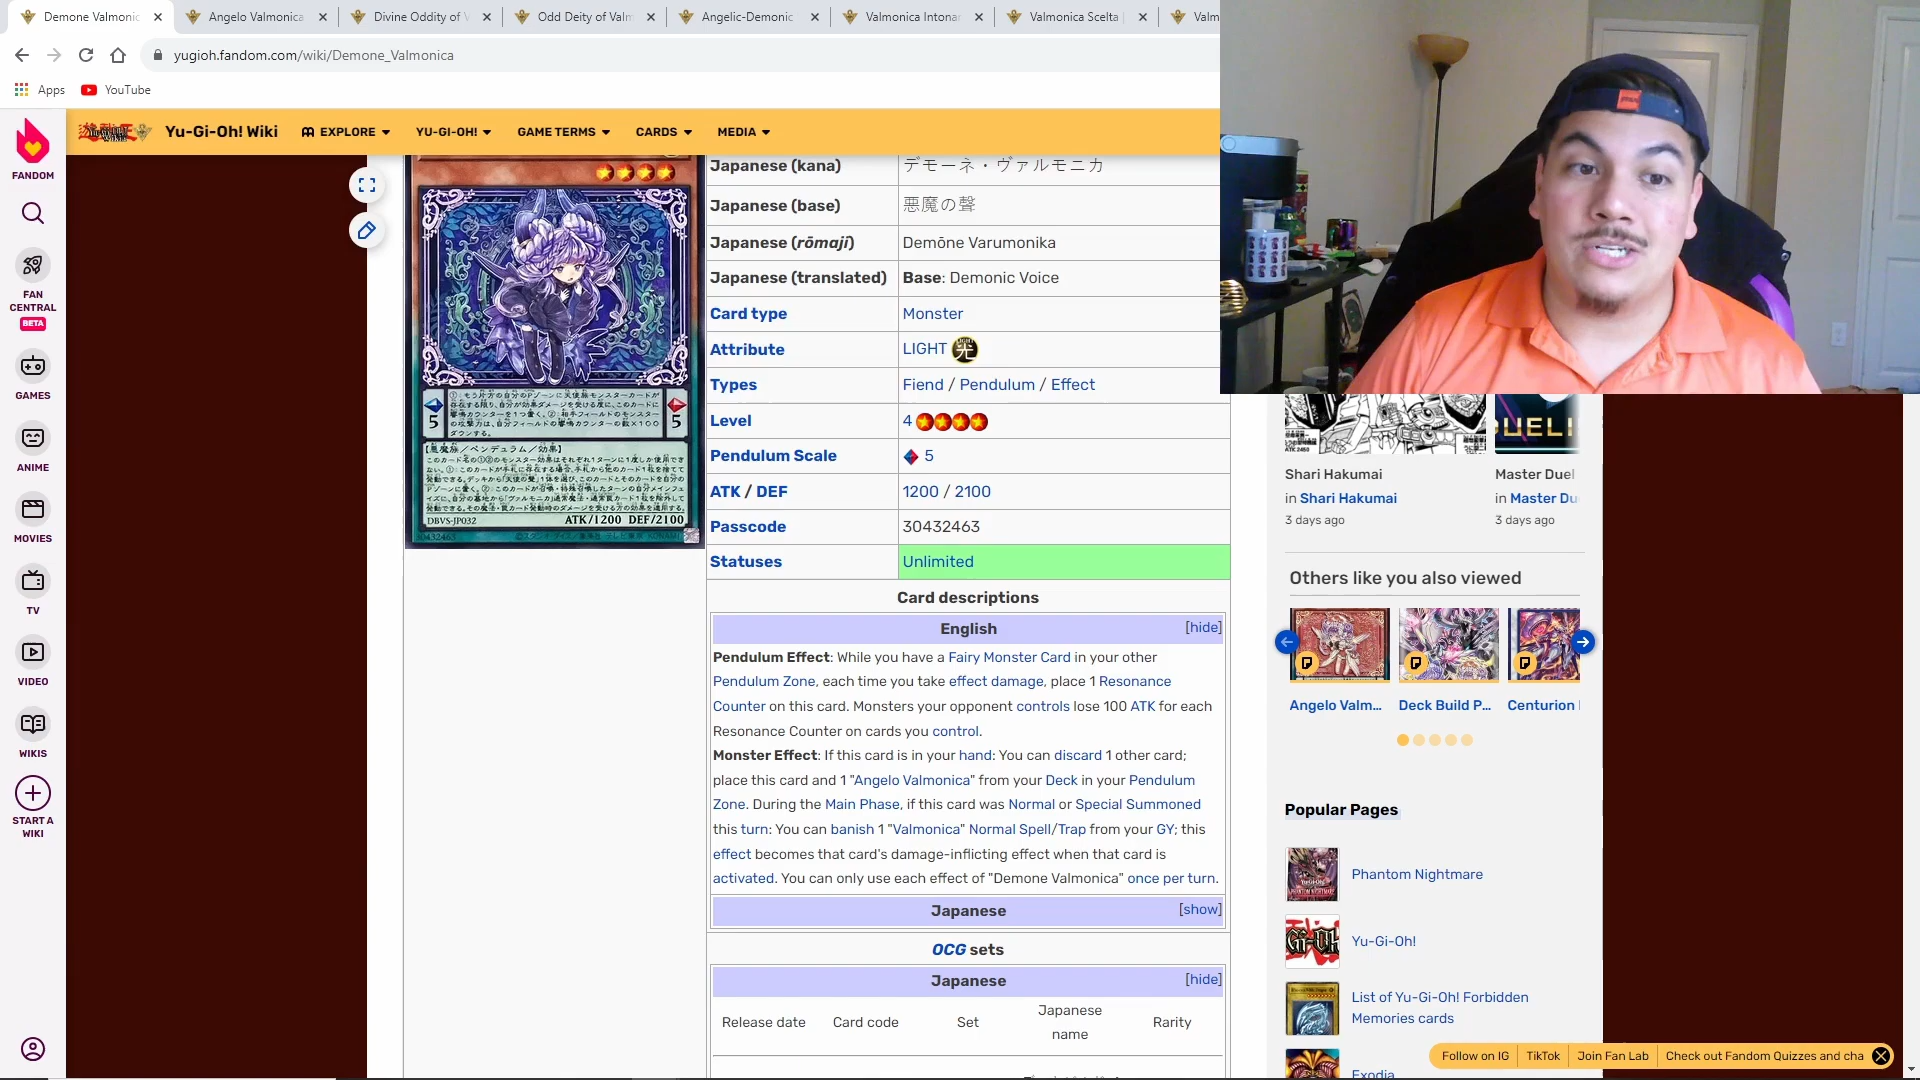 Demone Valmonic
Angelo Valmonica
Divine Oddity of V
Odd Deity of Valm
Angelic-Demonic
Valmonica Intonar
Valmonica Scelta |
Valm
yugioh.fandom.com/wiki/Demone_Valmonica
Apps
YouTube
Yu-Gi-Oh! Wiki
EXPLORE
YU-GI-OH!
GAME TERMS
CARDS
MEDIA
FANDOM
FAN CENTRAL
BETA
GAMES
ANIME
MOVIES
TV
VIDEO
WIKIS
START A WIKI
5
5
DBVS-JP032
ATK/1200 DEF/2100
30432463
Japanese (kana) デモーネ・ヴァルモニカ
Japanese (base) 悪魔の聲
Japanese (rōmaji) Demōne Varumonika
Japanese (translated) Base: Demonic Voice
Card type Monster
Attribute LIGHT 光
Types Fiend / Pendulum / Effect
Level 4
Pendulum Scale 5
ATK / DEF 1200 / 2100
Passcode 30432463
Statuses Unlimited
Card descriptions
English [hide]
Pendulum Effect: While you have a Fairy Monster Card in your other
Pendulum Zone, each time you take effect damage, place 1 Resonance
Counter on this card. Monsters your opponent controls lose 100 ATK for each
Resonance Counter on cards you control.
Monster Effect: If this card is in your hand: You can discard 1 other card;
place this card and 1 "Angelo Valmonica" from your Deck in your Pendulum
Zone. During the Main Phase, if this card was Normal or Special Summoned
this turn: You can banish 1 "Valmonica" Normal Spell/Trap from your GY; this
effect becomes that card's damage-inflicting effect when that card is
activated. You can only use each effect of "Demone Valmonica" once per turn.
Japanese [show]
OCG sets
Japanese [hide]
Release date Card code Set Japanese name Rarity
Shari Hakumai
in Shari Hakumai
3 days ago
DUELI
Master Duel
in Master Du
3 days ago
Others like you also viewed
Angelo Valm...
Deck Build P...
Centurion
Popular Pages
Phantom Nightmare
Yu-Gi-Oh!
List of Yu-Gi-Oh! Forbidden
Memories cards
Exodia
Follow on IG
TikTok
Join Fan Lab
Check out Fandom Quizzes and cha